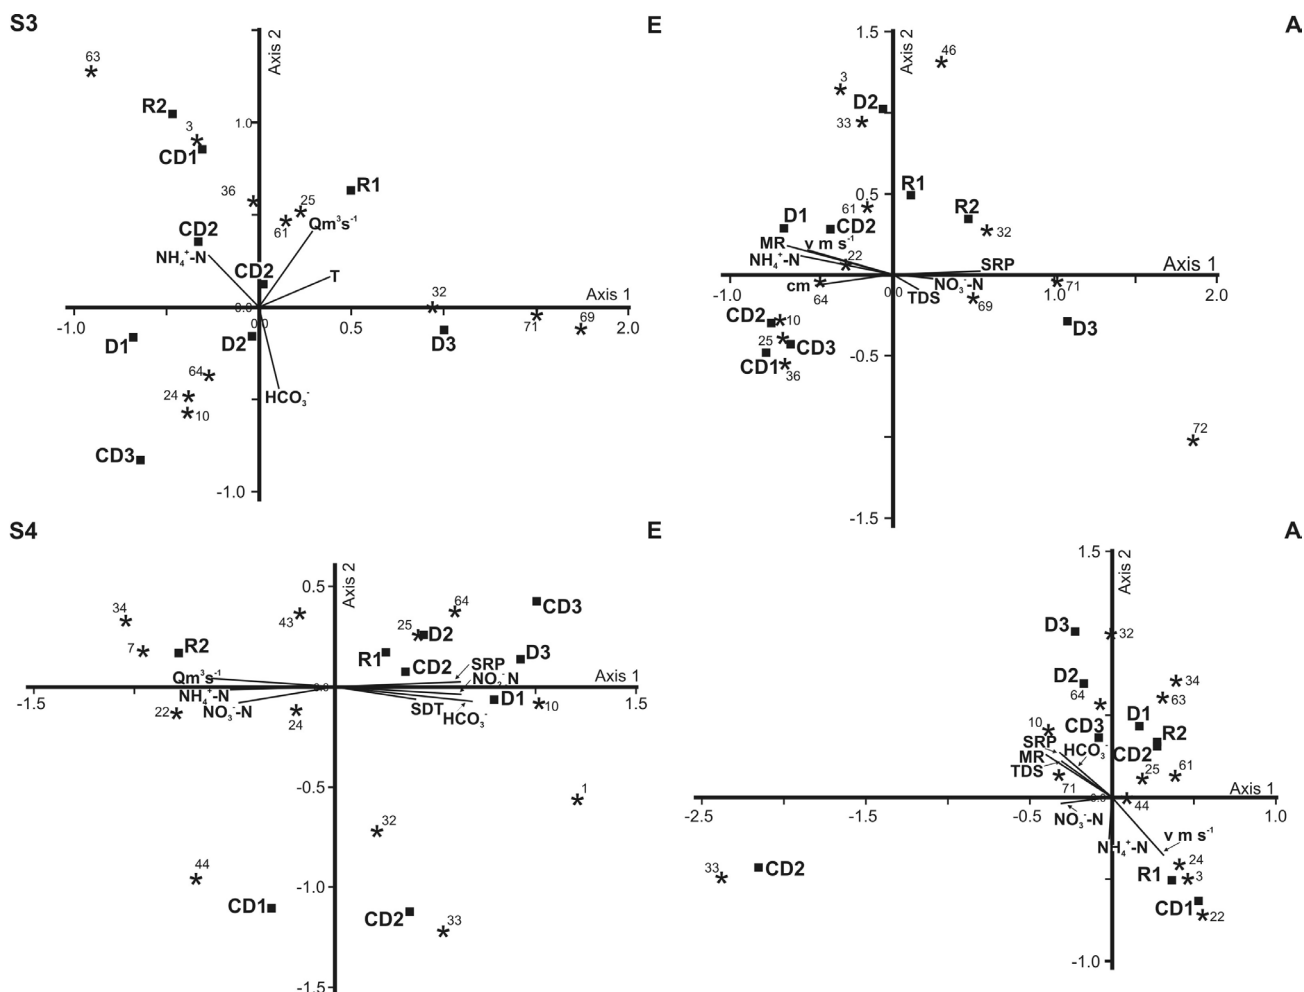 S3
E
A
63
R2
3
CD1
36
25
R1
61
Qm³s⁻¹
CD2
NH₄⁺-N
CD2
T
32
71
69
D1
D2
D3
64
24
10
HCO₃⁻
CD3
Axis 2
Axis 1
1.0
0.0
-1.0
0.0
0.5
2.0
-1.0
1.5
Axis 2
46
3
D2
33
0.5
R1
R2
61
32
D1
CD2
MR
v m s⁻¹
NH₄⁺-N
22
SRP
Axis 1
cm
64
NO₃⁻-N
TDS
69
71
-1.0
0.0
1.0
2.0
CD2
10
25
CD3
CD1
36
D3
-0.5
72
-1.5
S4
E
A
0.5
Axis 2
34
43
7
R2
25
64
CD3
D2
R1
CD2
D3
SRP
Qm³s⁻¹
NH₄⁺-N
NO₃⁻-N
Axis 1
-1.5
0.0
1.5
22
24
NO₂⁻N
D1
SDT
HCO₃⁻
10
-0.5
1
32
44
-1.0
CD1
CD2
33
-1.5
1.5
Axis 2
D3
32
D2
34
64
63
10
D1
CD3
R2
CD2
SRP
HCO₃⁻
MR
TDS
71
25
61
Axis 1
-2.5
-1.5
-0.5
0.0
1.0
44
NO₃⁻-N
v m s⁻¹
NH₄⁺-N
33
CD2
24
R1
3
CD1
22
-1.0